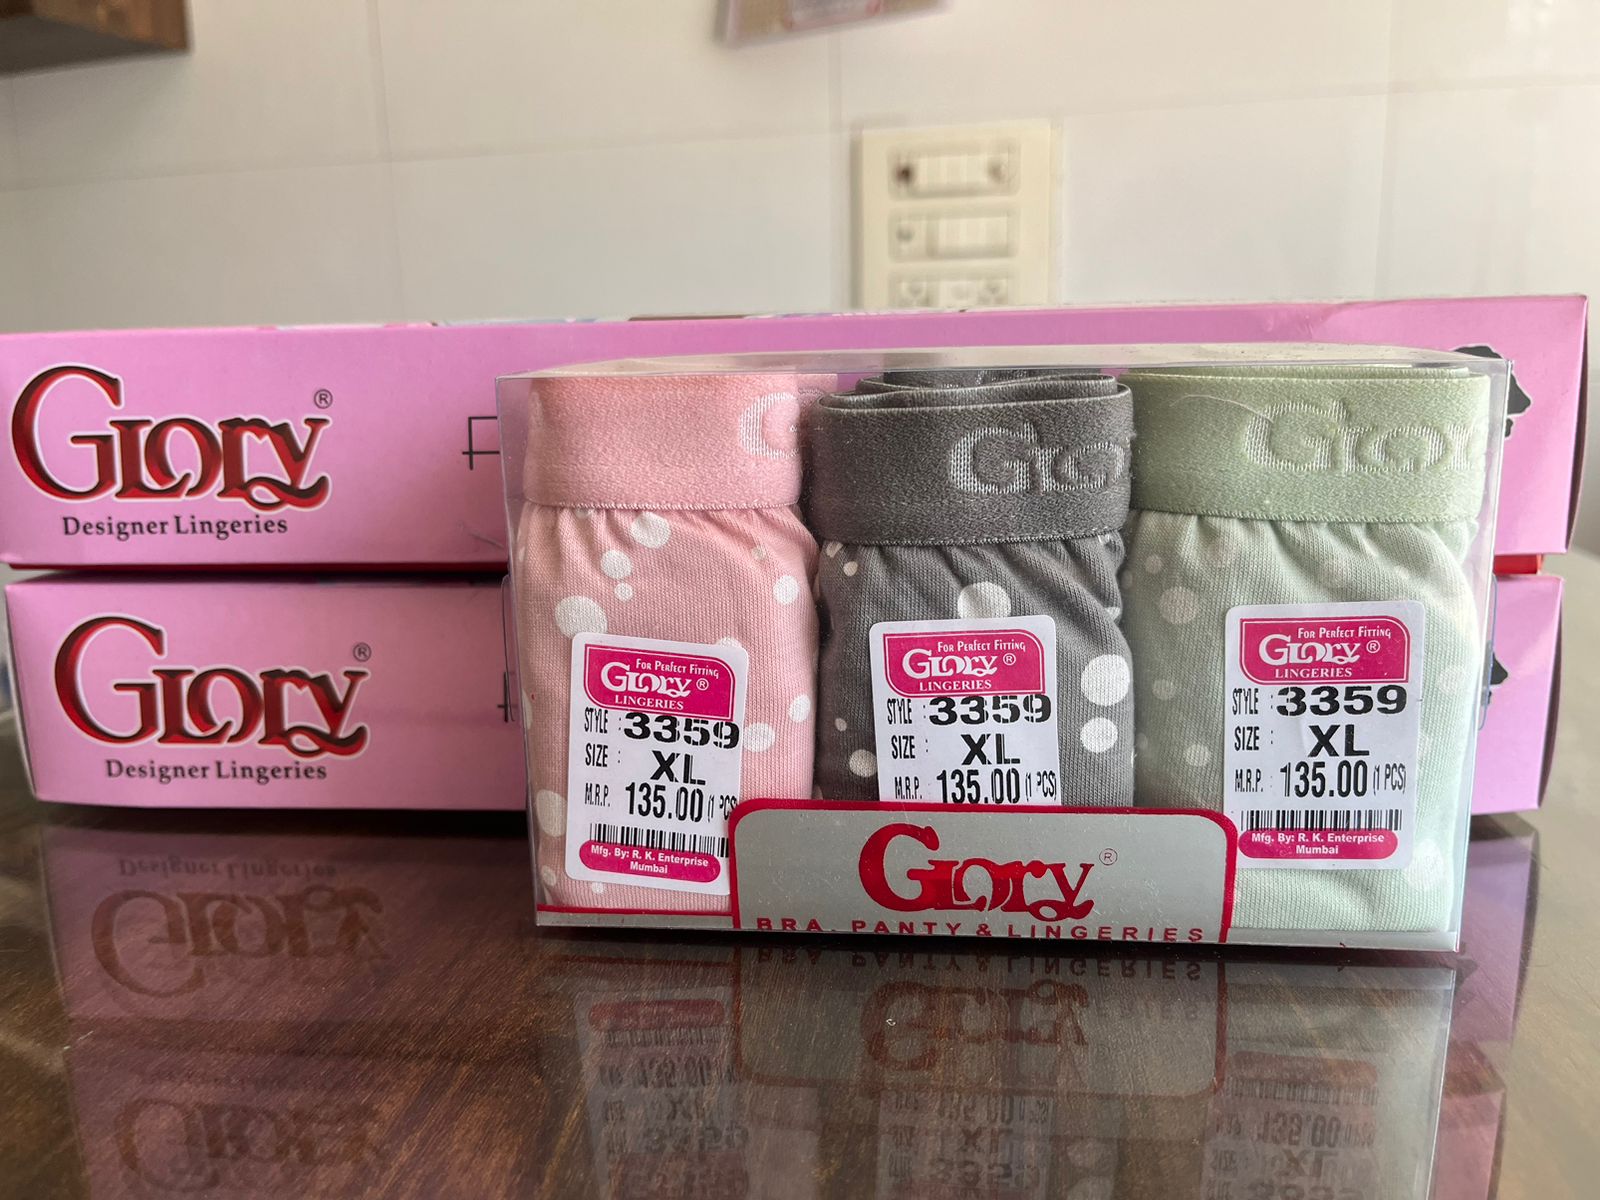 Glory®
Designer Lingeries
Glory®
Designer Lingeries
Glo
Glor
For Perfect Fitting
Glory®
LINGERIES
STYLE : 3359
SIZE : XL
M.R.P. 135.00 (1 PCS
Mfg. By: R. K. Enterprise
Mumbai
For Perfect Fitting
Glory®
LINGERIES
STYLE : 3359
SIZE : XL
M.R.P. 135.00 (1 PCS)
For Perfect Fitting
Glory®
LINGERIES
STYLE : 3359
SIZE : XL
M.R.P. 135.00 (1 PCS)
Mfg. By: R. K. Enterprise
Mumbai
Glory®
BRA, PANTY & LINGERIES